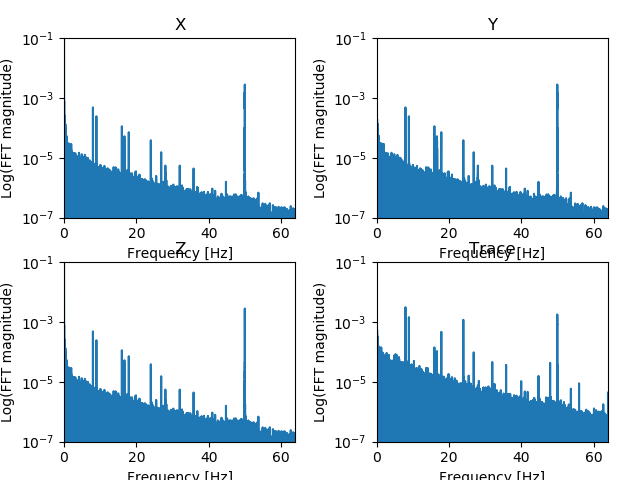 X
Y
10⁻¹
10⁻³
10⁻⁵
10⁻⁷
Log(FFT magnitude)
0
20
40
60
Frequency [Hz]
10⁻¹
10⁻³
10⁻⁵
10⁻⁷
Log(FFT magnitude)
0
20
40
60
Frequency [Hz]
Z
Trace
10⁻¹
10⁻³
10⁻⁵
10⁻⁷
Log(FFT magnitude)
0
20
40
60
Frequency [Hz]
10⁻¹
10⁻³
10⁻⁵
10⁻⁷
Log(FFT magnitude)
0
20
40
60
Frequency [Hz]